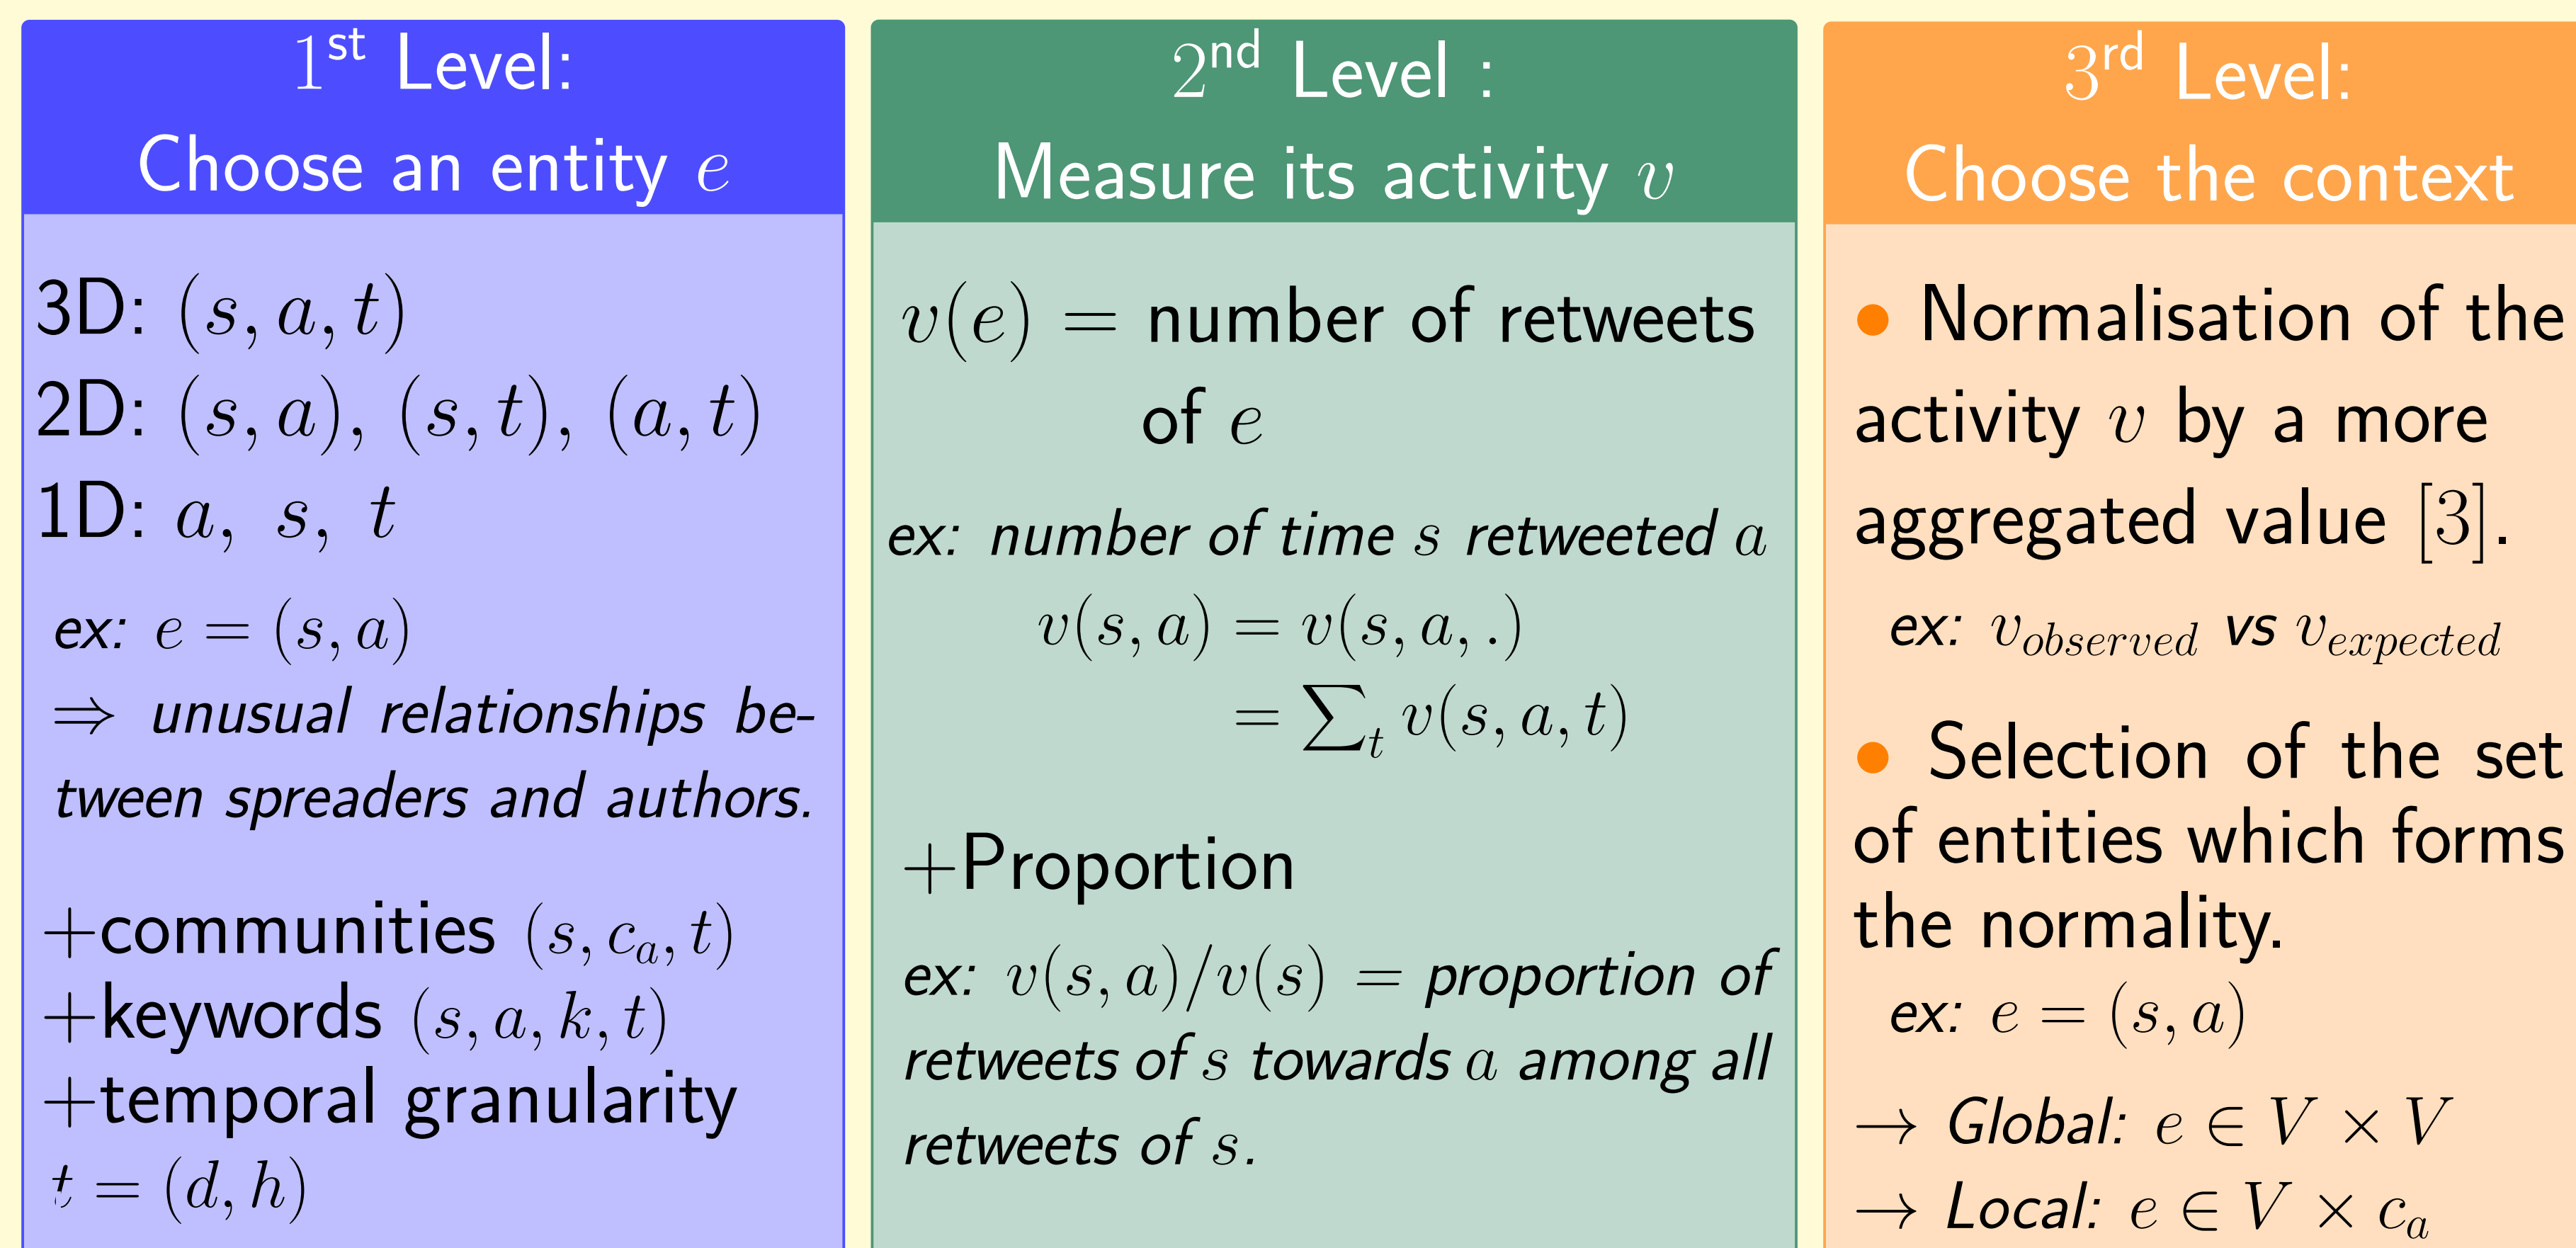 1st Level:
Choose an entity e
3D: (s, a, t)
2D: (s, a), (s, t), (a, t)
1D: a, s, t
ex: e = (s, a)
⇒ unusual relationships be-
tween spreaders and authors.
+communities (s, c_a, t)
+keywords (s, a, k, t)
+temporal granularity
t = (d, h)
2nd Level :
Measure its activity v
v(e) = number of retweets
of e
ex: number of time s retweeted a
v(s, a) = v(s, a, .)
= ∑_t v(s, a, t)
+Proportion
ex: v(s, a)/v(s) = proportion of
retweets of s towards a among all
retweets of s.
3rd Level:
Choose the context
• Normalisation of the
activity v by a more
aggregated value [3].
ex: v_observed vs v_expected
• Selection of the set
of entities which forms
the normality.
ex: e = (s, a)
→ Global: e ∈ V × V
→ Local: e ∈ V × c_a